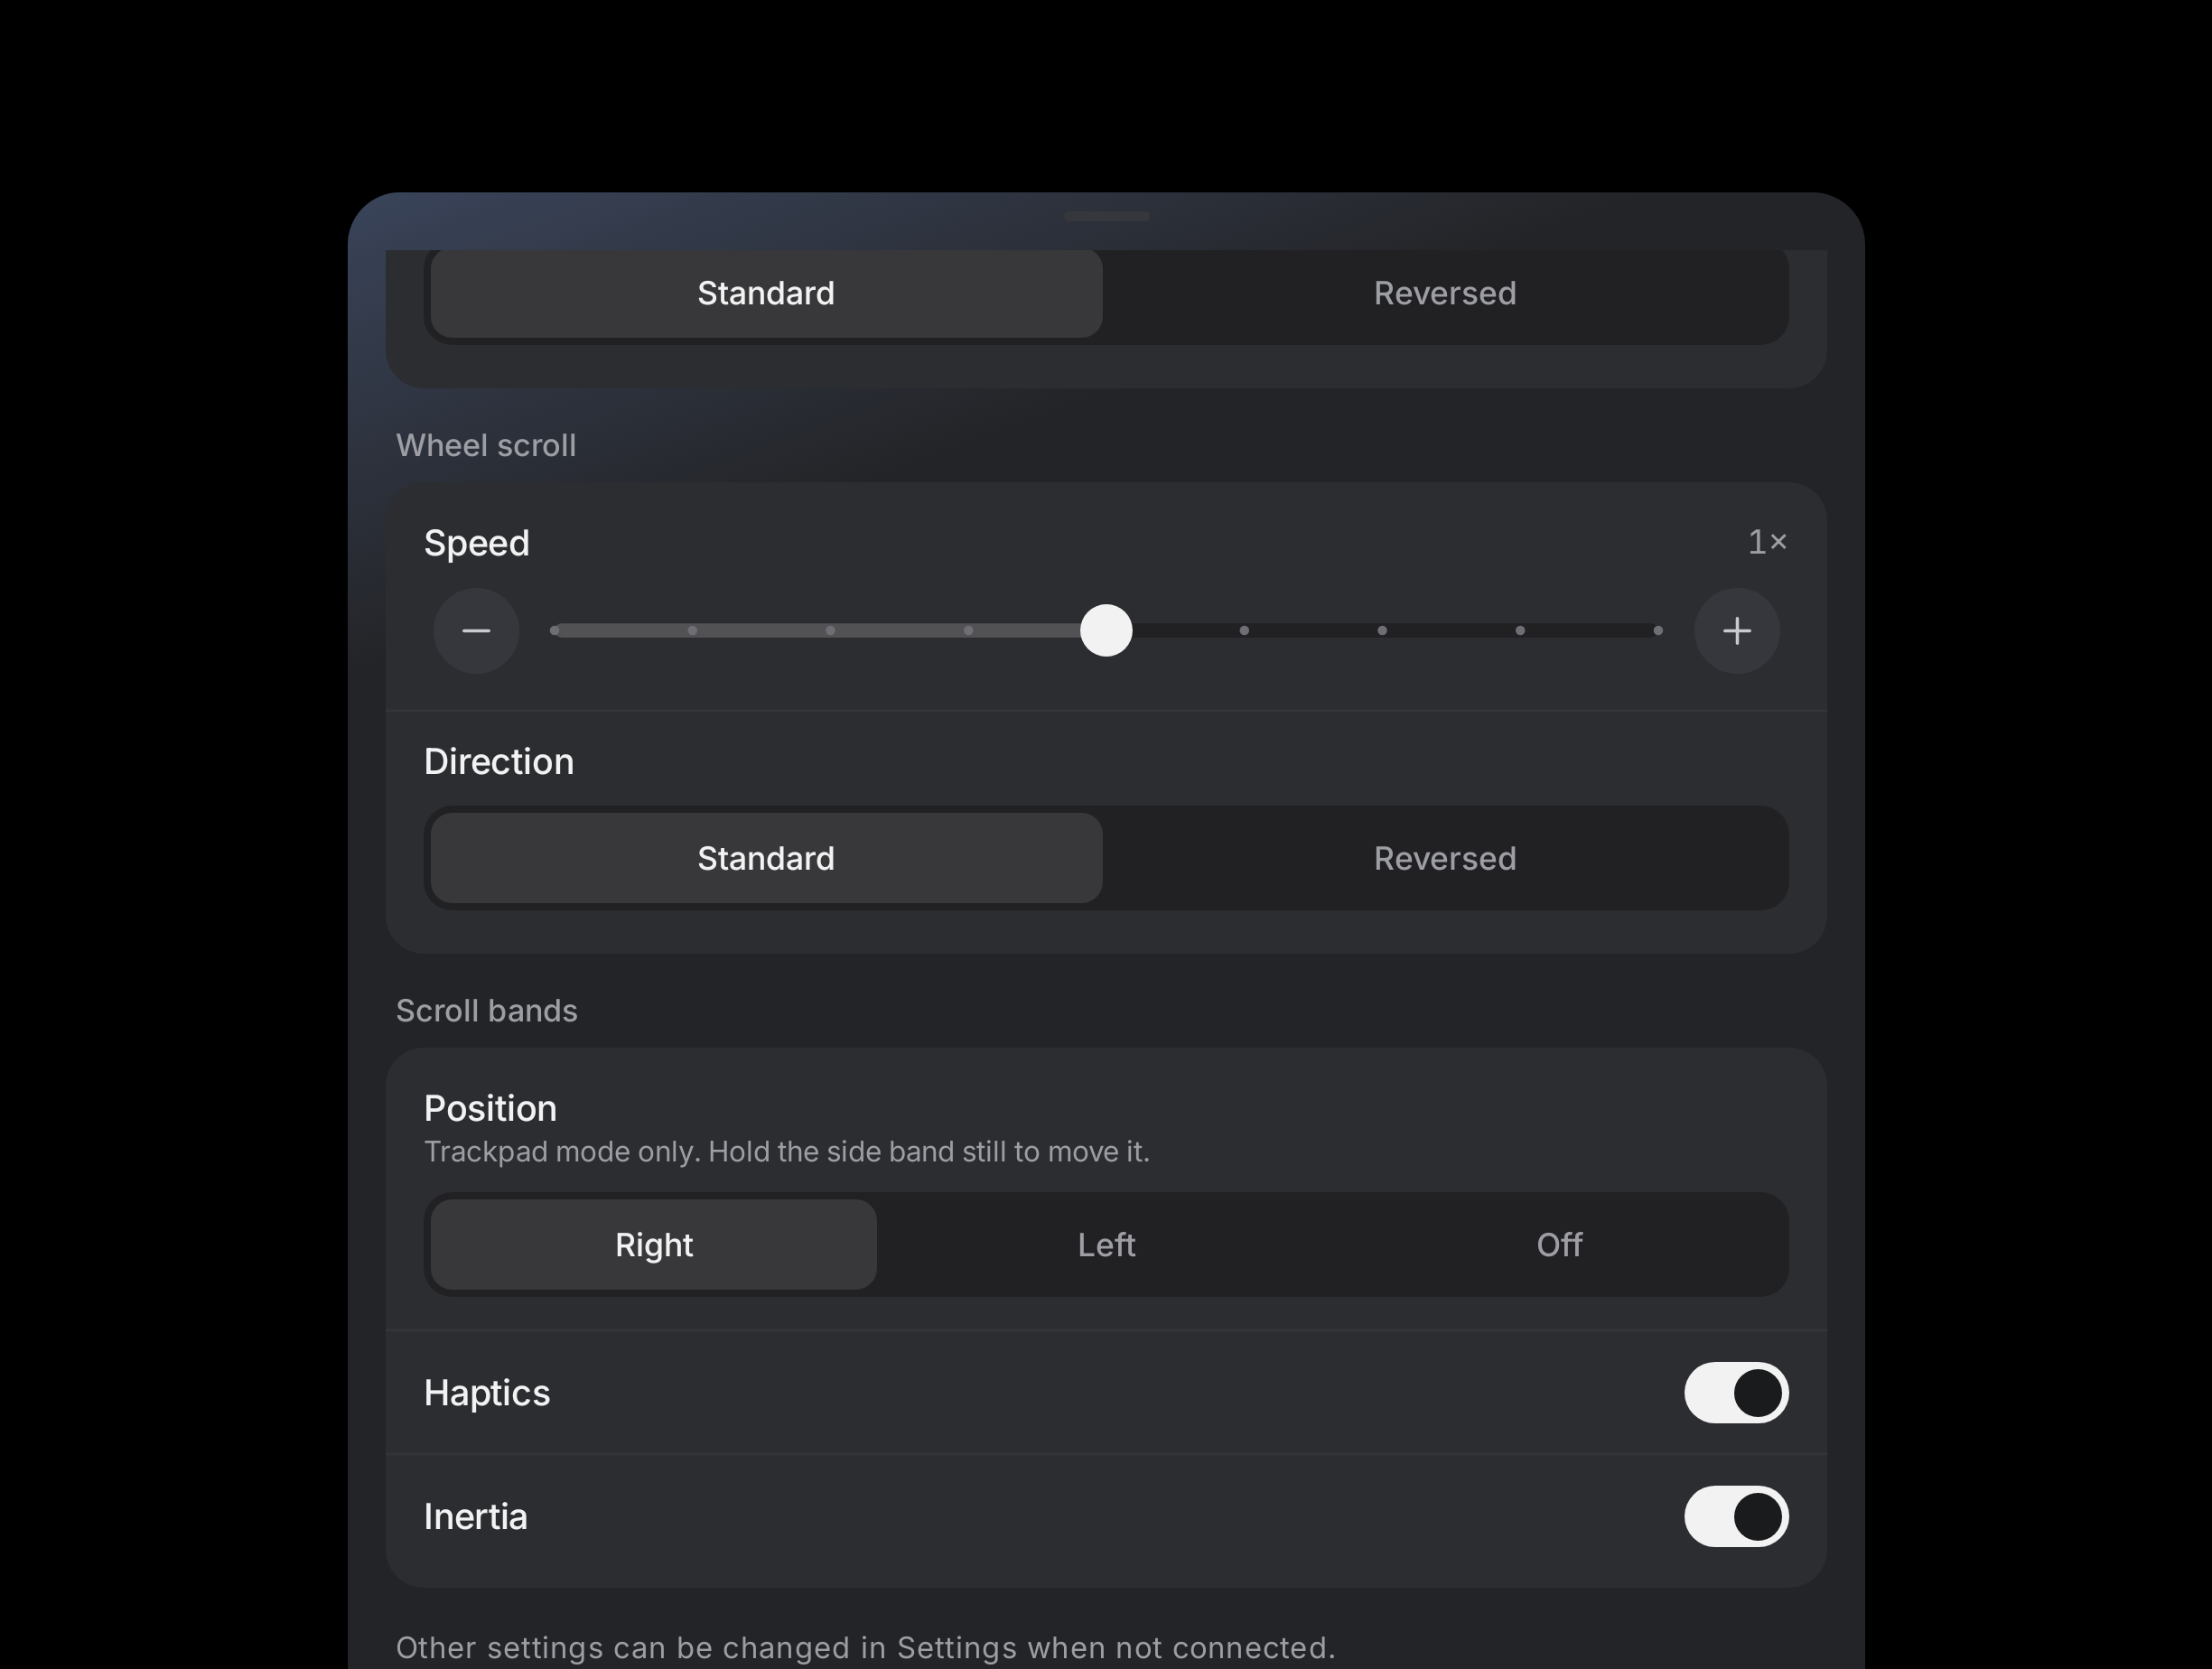 Standard Reversed
Wheel scroll
Speed 1×
Direction
Standard Reversed
Scroll bands
Position
Trackpad mode only. Hold the side band still to move it.
Right Left Off
Haptics
Inertia
Other settings can be changed in Settings when not connected.